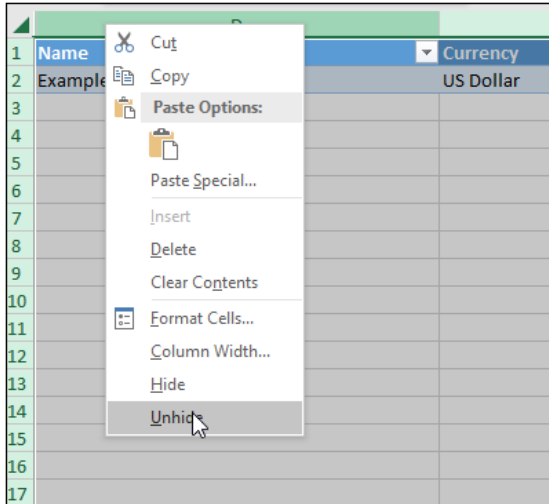 1 Name Currency
2 Example US Dollar
3
4
5
6
7
8
9
10
11
12
13
14
15
16
17
Cut
Copy
Paste Options:
Paste Special...
Insert
Delete
Clear Contents
Format Cells...
Column Width...
Hide
Unhide